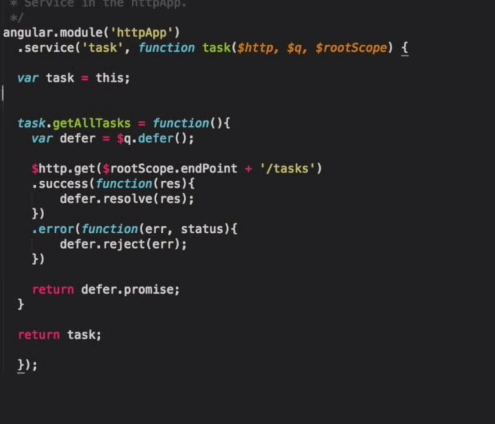 * Service in the httpApp.
*/
angular.module('httpApp')
.service('task', function task($http, $q, $rootScope) {
var task = this;
task.getAllTasks = function(){
var defer = $q.defer();
$http.get($rootScope.endPoint + '/tasks')
.success(function(res){
defer.resolve(res);
})
.error(function(err, status){
defer.reject(err);
})
return defer.promise;
}
return task;
});